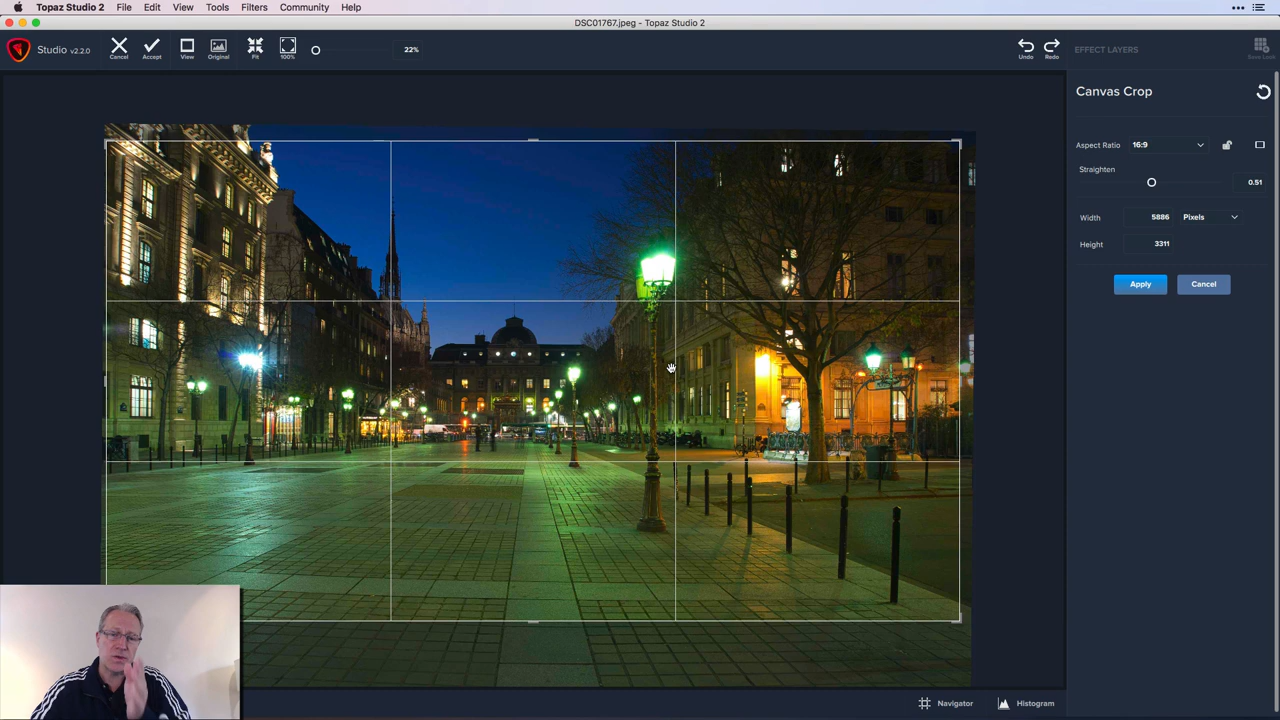 Topaz Studio 2 File Edit View Tools Filters Community Help
DSC01767.jpeg - Topaz Studio 2
Studio v2.2.0
Cancel Accept View Original Fit 100% 22% Undo Redo
EFFECT LAYERS
Save Look
Canvas Crop
Aspect Ratio 16:9
Straighten
0.51
Width 5886 Pixels
Height 3311
Apply Cancel
Navigator Histogram